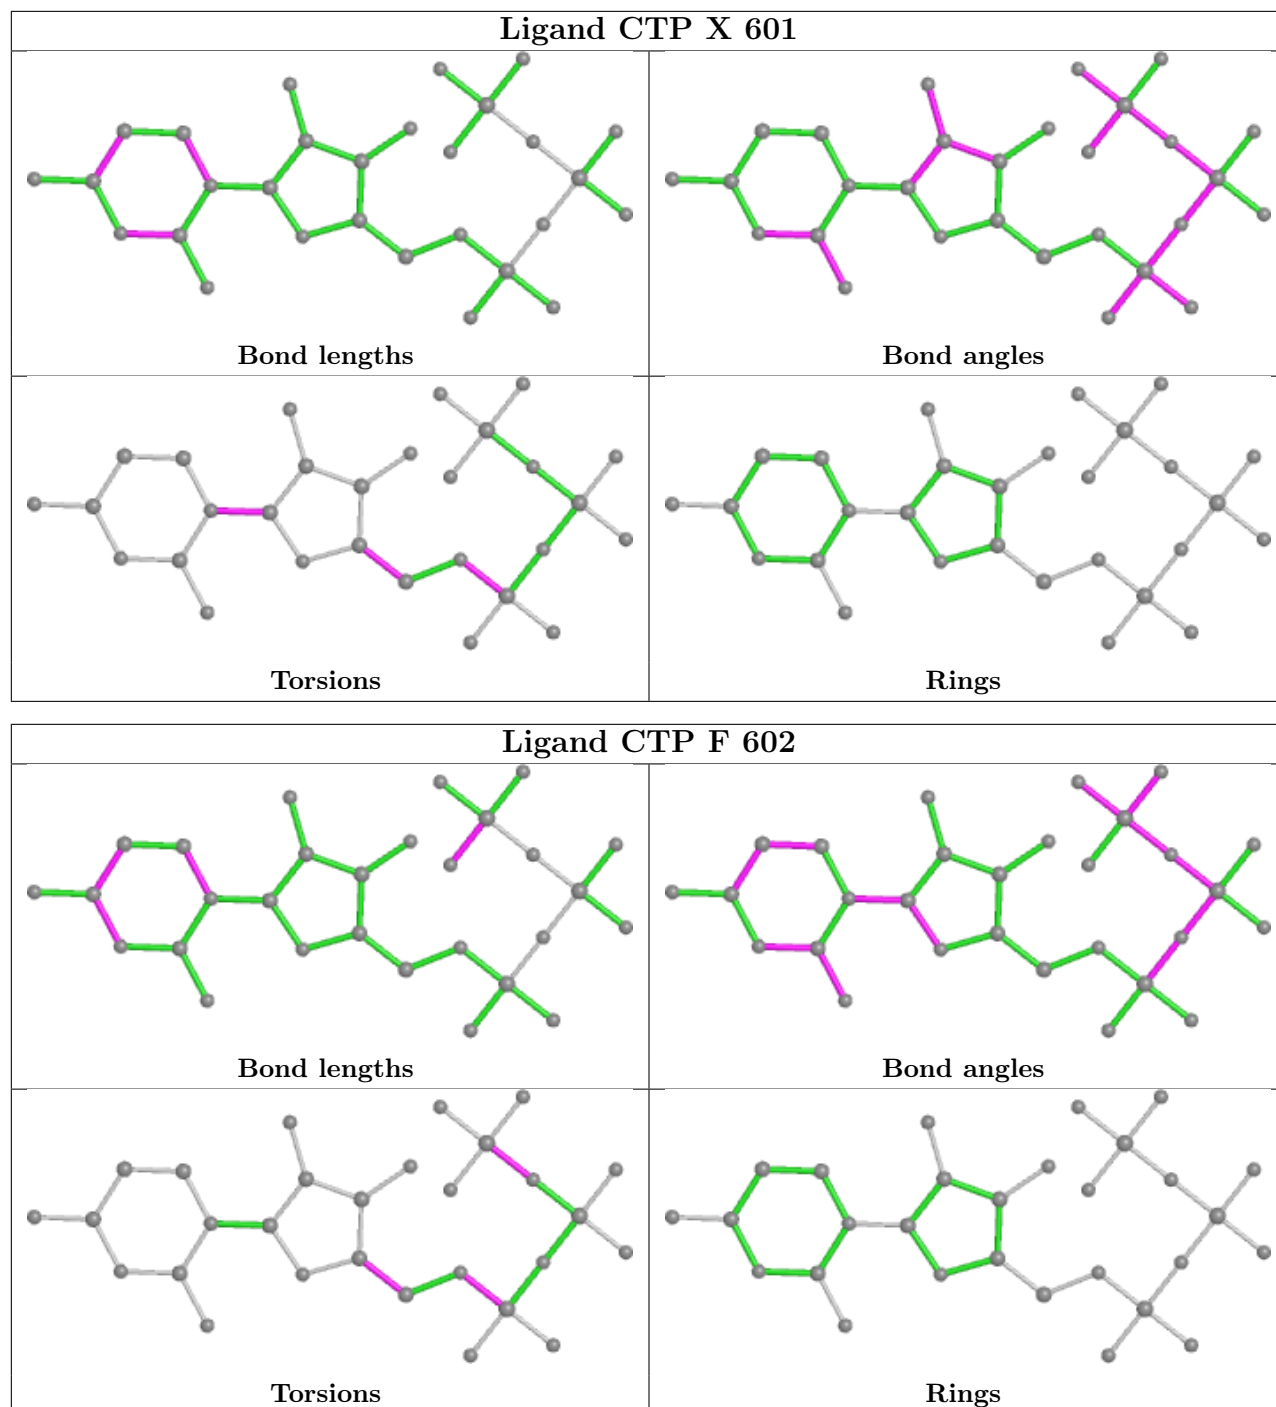 Ligand CTP X 601
Bond lengths
Bond angles
Torsions
Rings
Ligand CTP F 602
Bond lengths
Bond angles
Torsions
Rings